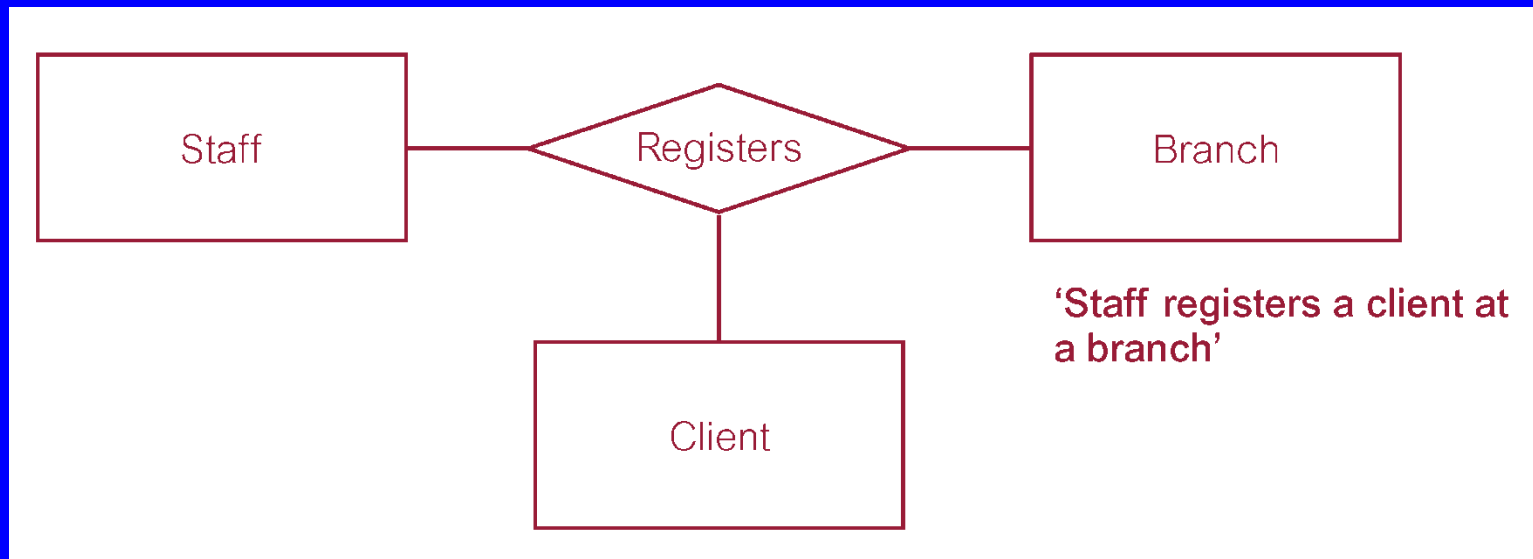 Staff
Registers
Branch
‘Staff registers a client at
a branch’
Client